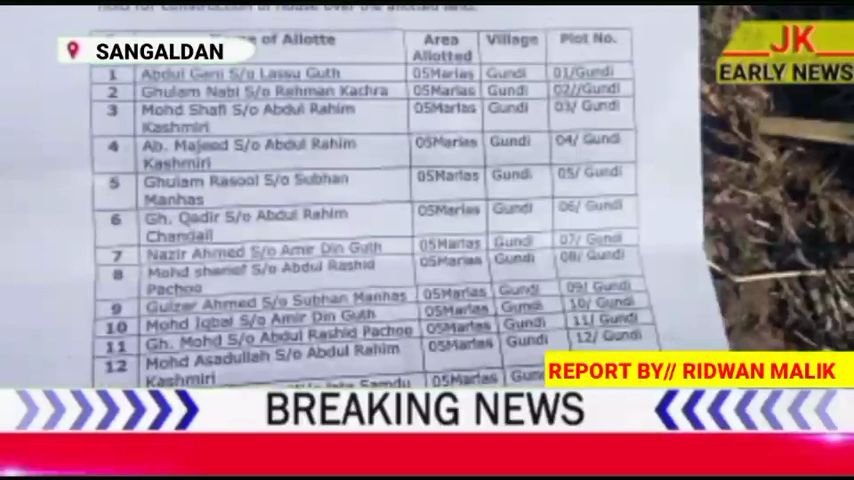 SANGALDAN
JK
EARLY NEWS
of Allotte Area Allotted Village Plot No.
1 Abdul Gani S/o Lassu Guth 05Marlas Gundi 01/Gundi
2 Ghulam Nabi S/o Rehman Kachra 05Marlas Gundi 02//Gundi
3 Mohd Shafi S/o Abdul Rahim 05Marlas Gundi 03/ Gundi
Kashmiri
4 Ab. Majeed S/o Abdul Rahim 05Marlas Gundi 04/ Gundi
Kashmiri
5 Ghulam Rasool S/o Subhan 05Marlas Gundi 05/ Gundi
Manhas
6 Gh. Qadir S/o Abdul Rahim 05Marlas Gundi 06/ Gundi
Chandail
7 Nazir Ahmed S/o Amir Din Guth 05Marlas Gundi 07/ Gundi
8 Mohd sharief S/o Abdul Rashid 05Marlas Gundi 08/ Gundi
Pachoo
9 Gulzar Ahmed S/o Subhan Manhas 05Marlas Gundi 09/ Gundi
10 Mohd Iqbal S/o Amir Din Guth 05Marlas Gundi 10/ Gundi
11 Gh. Mohd S/o Abdul Rashid Pachoo 05Marlas Gundi 11/ Gundi
12 Mohd Asadullah S/o Abdul Rahim 05Marlas Gundi 12/ Gundi
Kashmiri
05Marlas
REPORT BY// RIDWAN MALIK
BREAKING NEWS